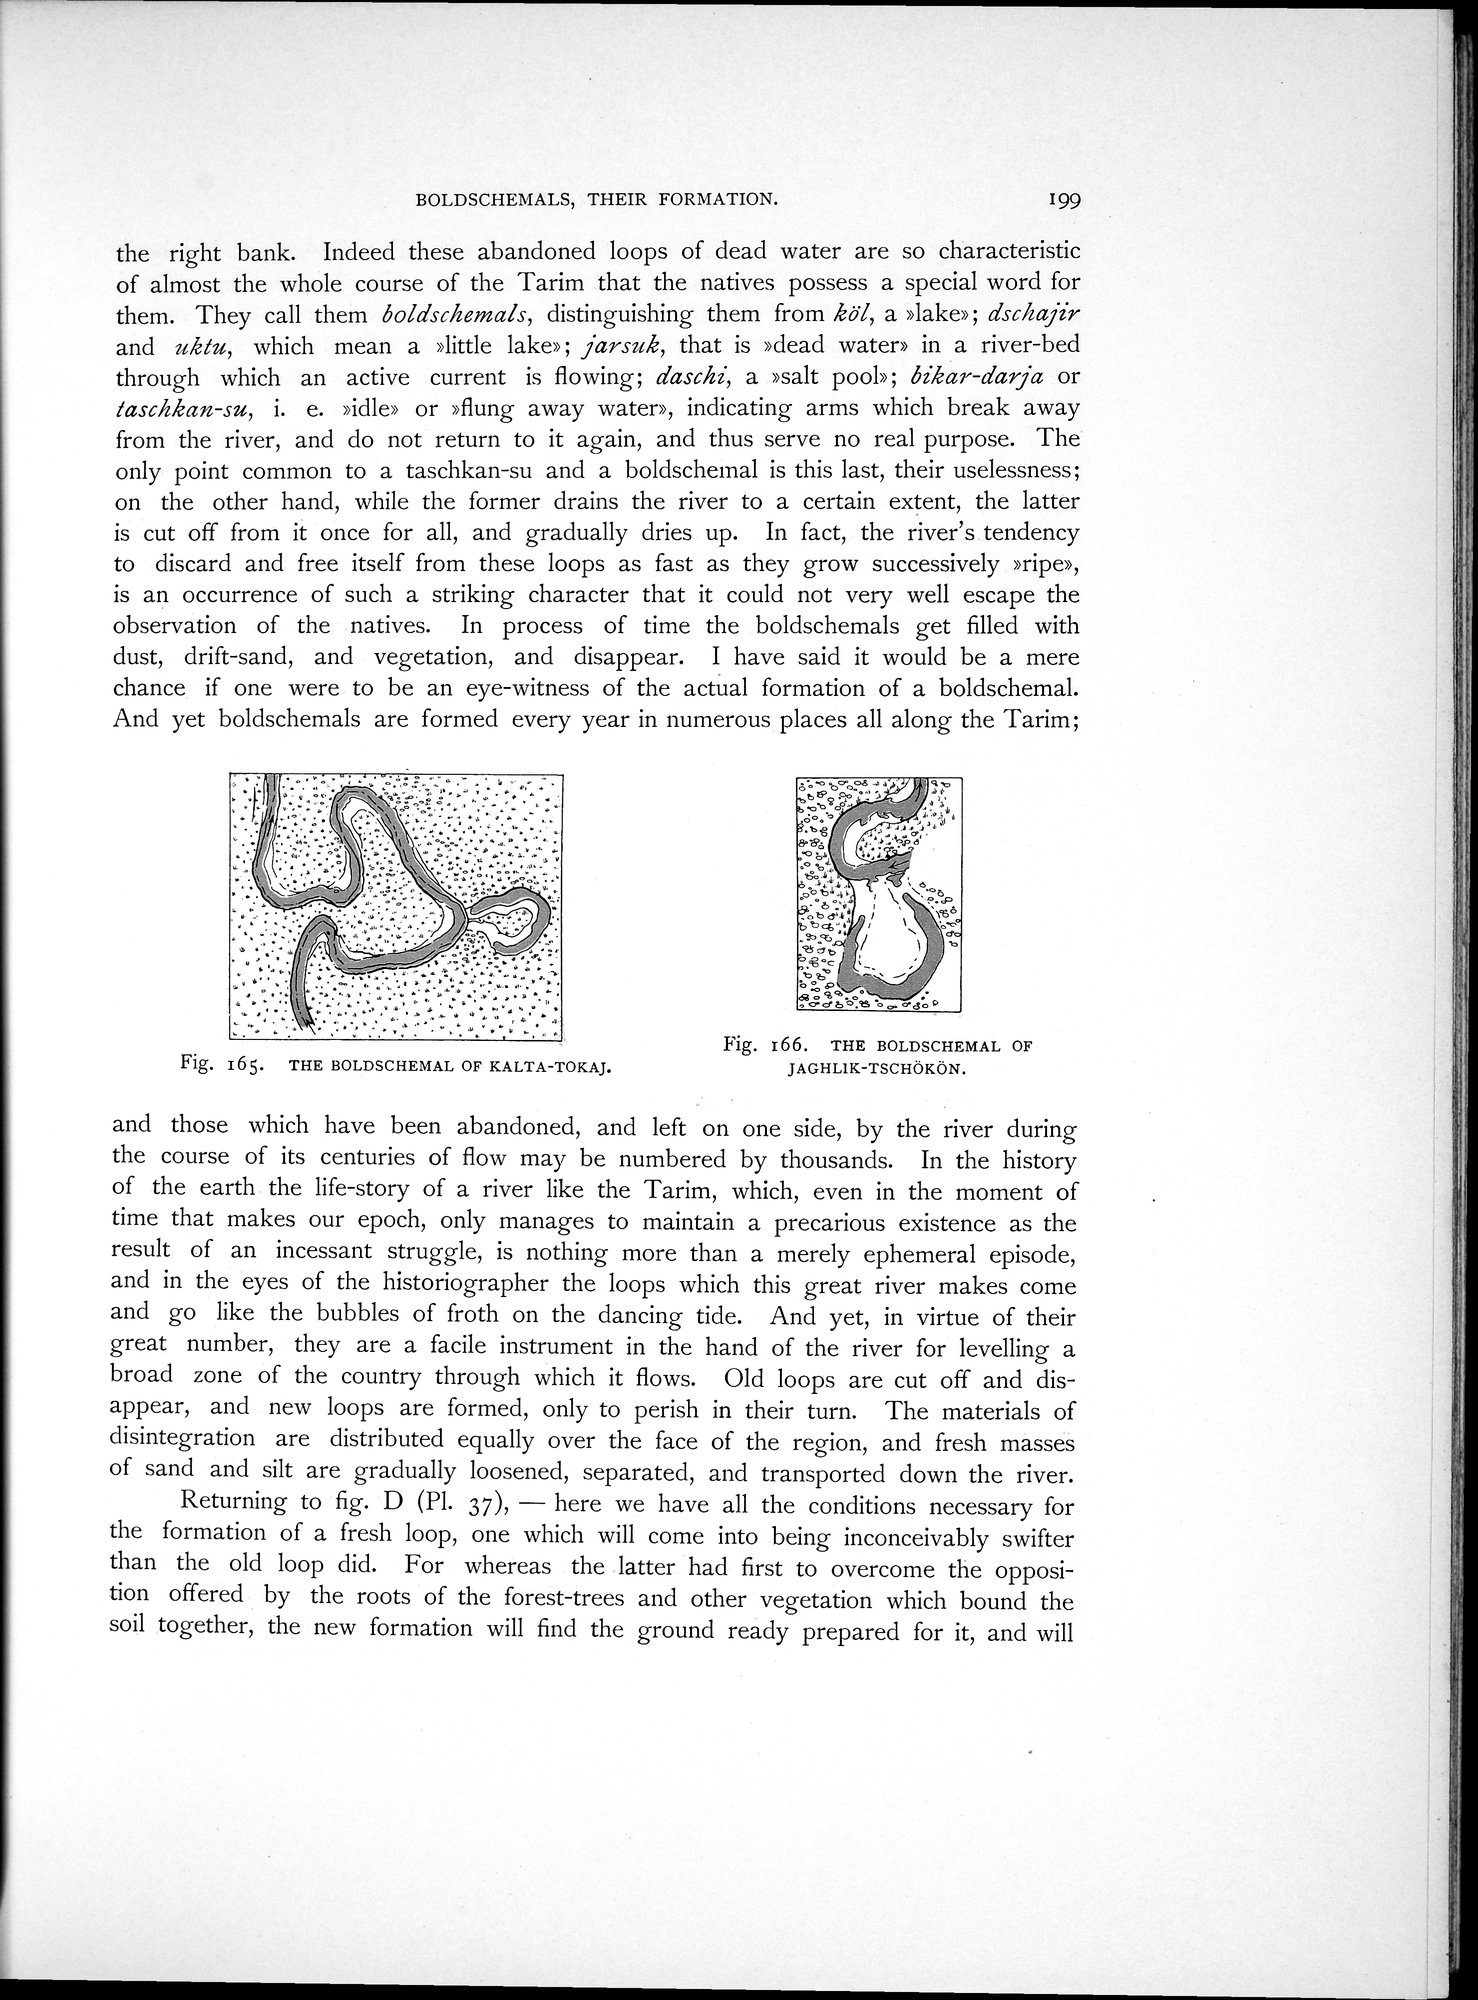 BOLDSCHEMALS, THEIR FORMATION. 199
the right bank. Indeed these abandoned loops of dead water are so characteristic
of almost the whole course of the Tarim that the natives possess a special word for
them. They call them boldschemals, distinguishing them from köl, a »lake»; dschajir
and uktu, which mean a »little lake»; jarsuk, that is »dead water» in a river-bed
through which an active current is flowing; daschi, a »salt pool»; bikar-darja or
taschkan-su, i. e. »idle» or »flung away water», indicating arms which break away
from the river, and do not return to it again, and thus serve no real purpose. The
only point common to a taschkan-su and a boldschemal is this last, their uselessness;
on the other hand, while the former drains the river to a certain extent, the latter
is cut off from it once for all, and gradually dries up. In fact, the river's tendency
to discard and free itself from these loops as fast as they grow successively »ripe»,
is an occurrence of such a striking character that it could not very well escape the
observation of the natives. In process of time the boldschemals get filled with
dust, drift-sand, and vegetation, and disappear. I have said it would be a mere
chance if one were to be an eye-witness of the actual formation of a boldschemal.
And yet boldschemals are formed every year in numerous places all along the Tarim;
Fig. 165. THE BOLDSCHEMAL OF KALTA-TOKAJ.
Fig. 166. THE BOLDSCHEMAL OF
JAGHLIK-TSCHÖKÖN.
and those which have been abandoned, and left on one side, by the river during
the course of its centuries of flow may be numbered by thousands. In the history
of the earth the life-story of a river like the Tarim, which, even in the moment of
time that makes our epoch, only manages to maintain a precarious existence as the
result of an incessant struggle, is nothing more than a merely ephemeral episode,
and in the eyes of the historiographer the loops which this great river makes come
and go like the bubbles of froth on the dancing tide. And yet, in virtue of their
great number, they are a facile instrument in the hand of the river for levelling a
broad zone of the country through which it flows. Old loops are cut off and dis-
appear, and new loops are formed, only to perish in their turn. The materials of
disintegration are distributed equally over the face of the region, and fresh masses
of sand and silt are gradually loosened, separated, and transported down the river.
Returning to fig. D (Pl. 37), — here we have all the conditions necessary for
the formation of a fresh loop, one which will come into being inconceivably swifter
than the old loop did. For whereas the latter had first to overcome the opposi-
tion offered by the roots of the forest-trees and other vegetation which bound the
soil together, the new formation will find the ground ready prepared for it, and will